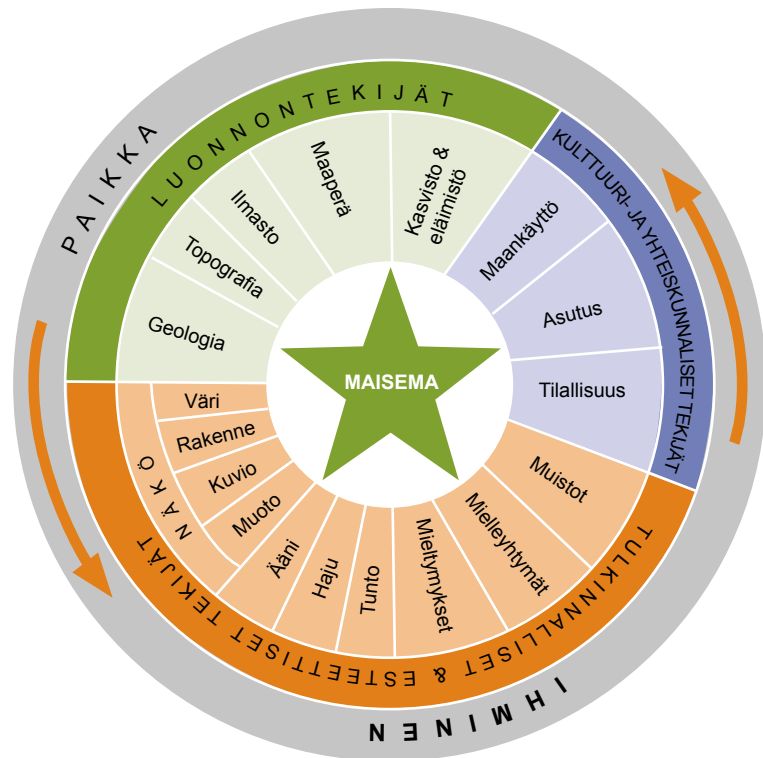 PAIKKA
LUONNONTEKIJÄT
Geologia
Topografia
Ilmasto
Maaperä
Kasvisto &
eläimistö
KULTTUURI- JA YHTEISKUNNALISET TEKIJÄT
Maankäyttö
Asutus
Tilallisuus
MAISEMA
TULKINNALLISET & ESTEETTISET TEKIJÄT
NÄKÖ
Väri
Rakenne
Kuvio
Muoto
Ääni
Haju
Tunto
Mieltymykset
Mielleyhtymät
Muistot
IHMINEN